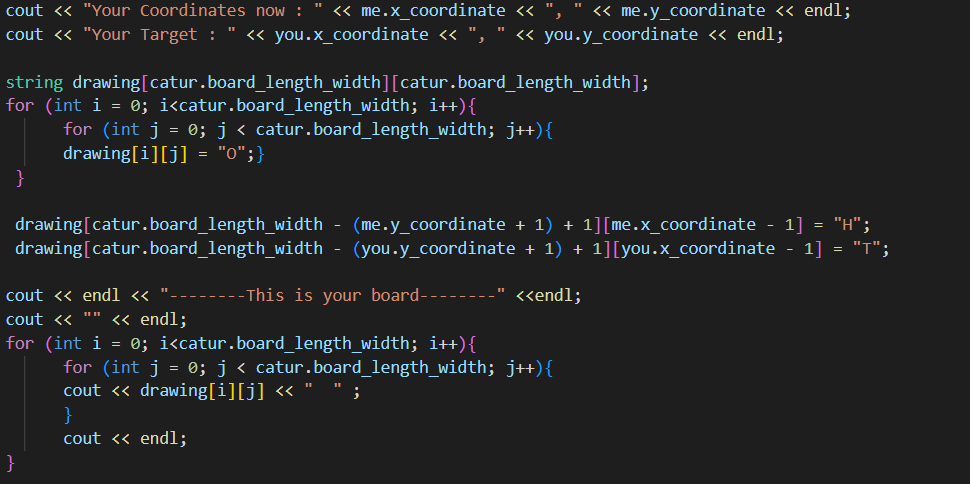 cout << "Your Coordinates now : " << me.x_coordinate << ", " << me.y_coordinate << endl;
cout << "Your Target : " << you.x_coordinate << ", " << you.y_coordinate << endl;

string drawing[catur.board_length_width][catur.board_length_width];
for (int i = 0; i<catur.board_length_width; i++){
      for (int j = 0; j < catur.board_length_width; j++){
      drawing[i][j] = "O";}
 }

 drawing[catur.board_length_width - (me.y_coordinate + 1) + 1][me.x_coordinate - 1] = "H";
 drawing[catur.board_length_width - (you.y_coordinate + 1) + 1][you.x_coordinate - 1] = "T";

cout << endl << "--------This is your board--------" <<endl;
cout << "" << endl;
for (int i = 0; i<catur.board_length_width; i++){
      for (int j = 0; j < catur.board_length_width; j++){
      cout << drawing[i][j] << "  " ;
      }
      cout << endl;
}